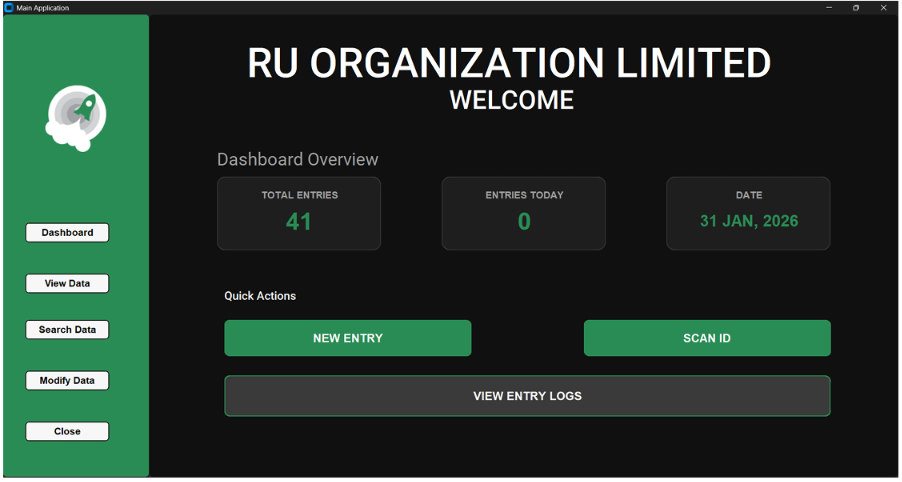 Main Application
RU ORGANIZATION LIMITED
WELCOME
Dashboard Overview
TOTAL ENTRIES
41
ENTRIES TODAY
0
DATE
31 JAN, 2026
Dashboard
View Data
Search Data
Modify Data
Close
Quick Actions
NEW ENTRY
SCAN ID
VIEW ENTRY LOGS